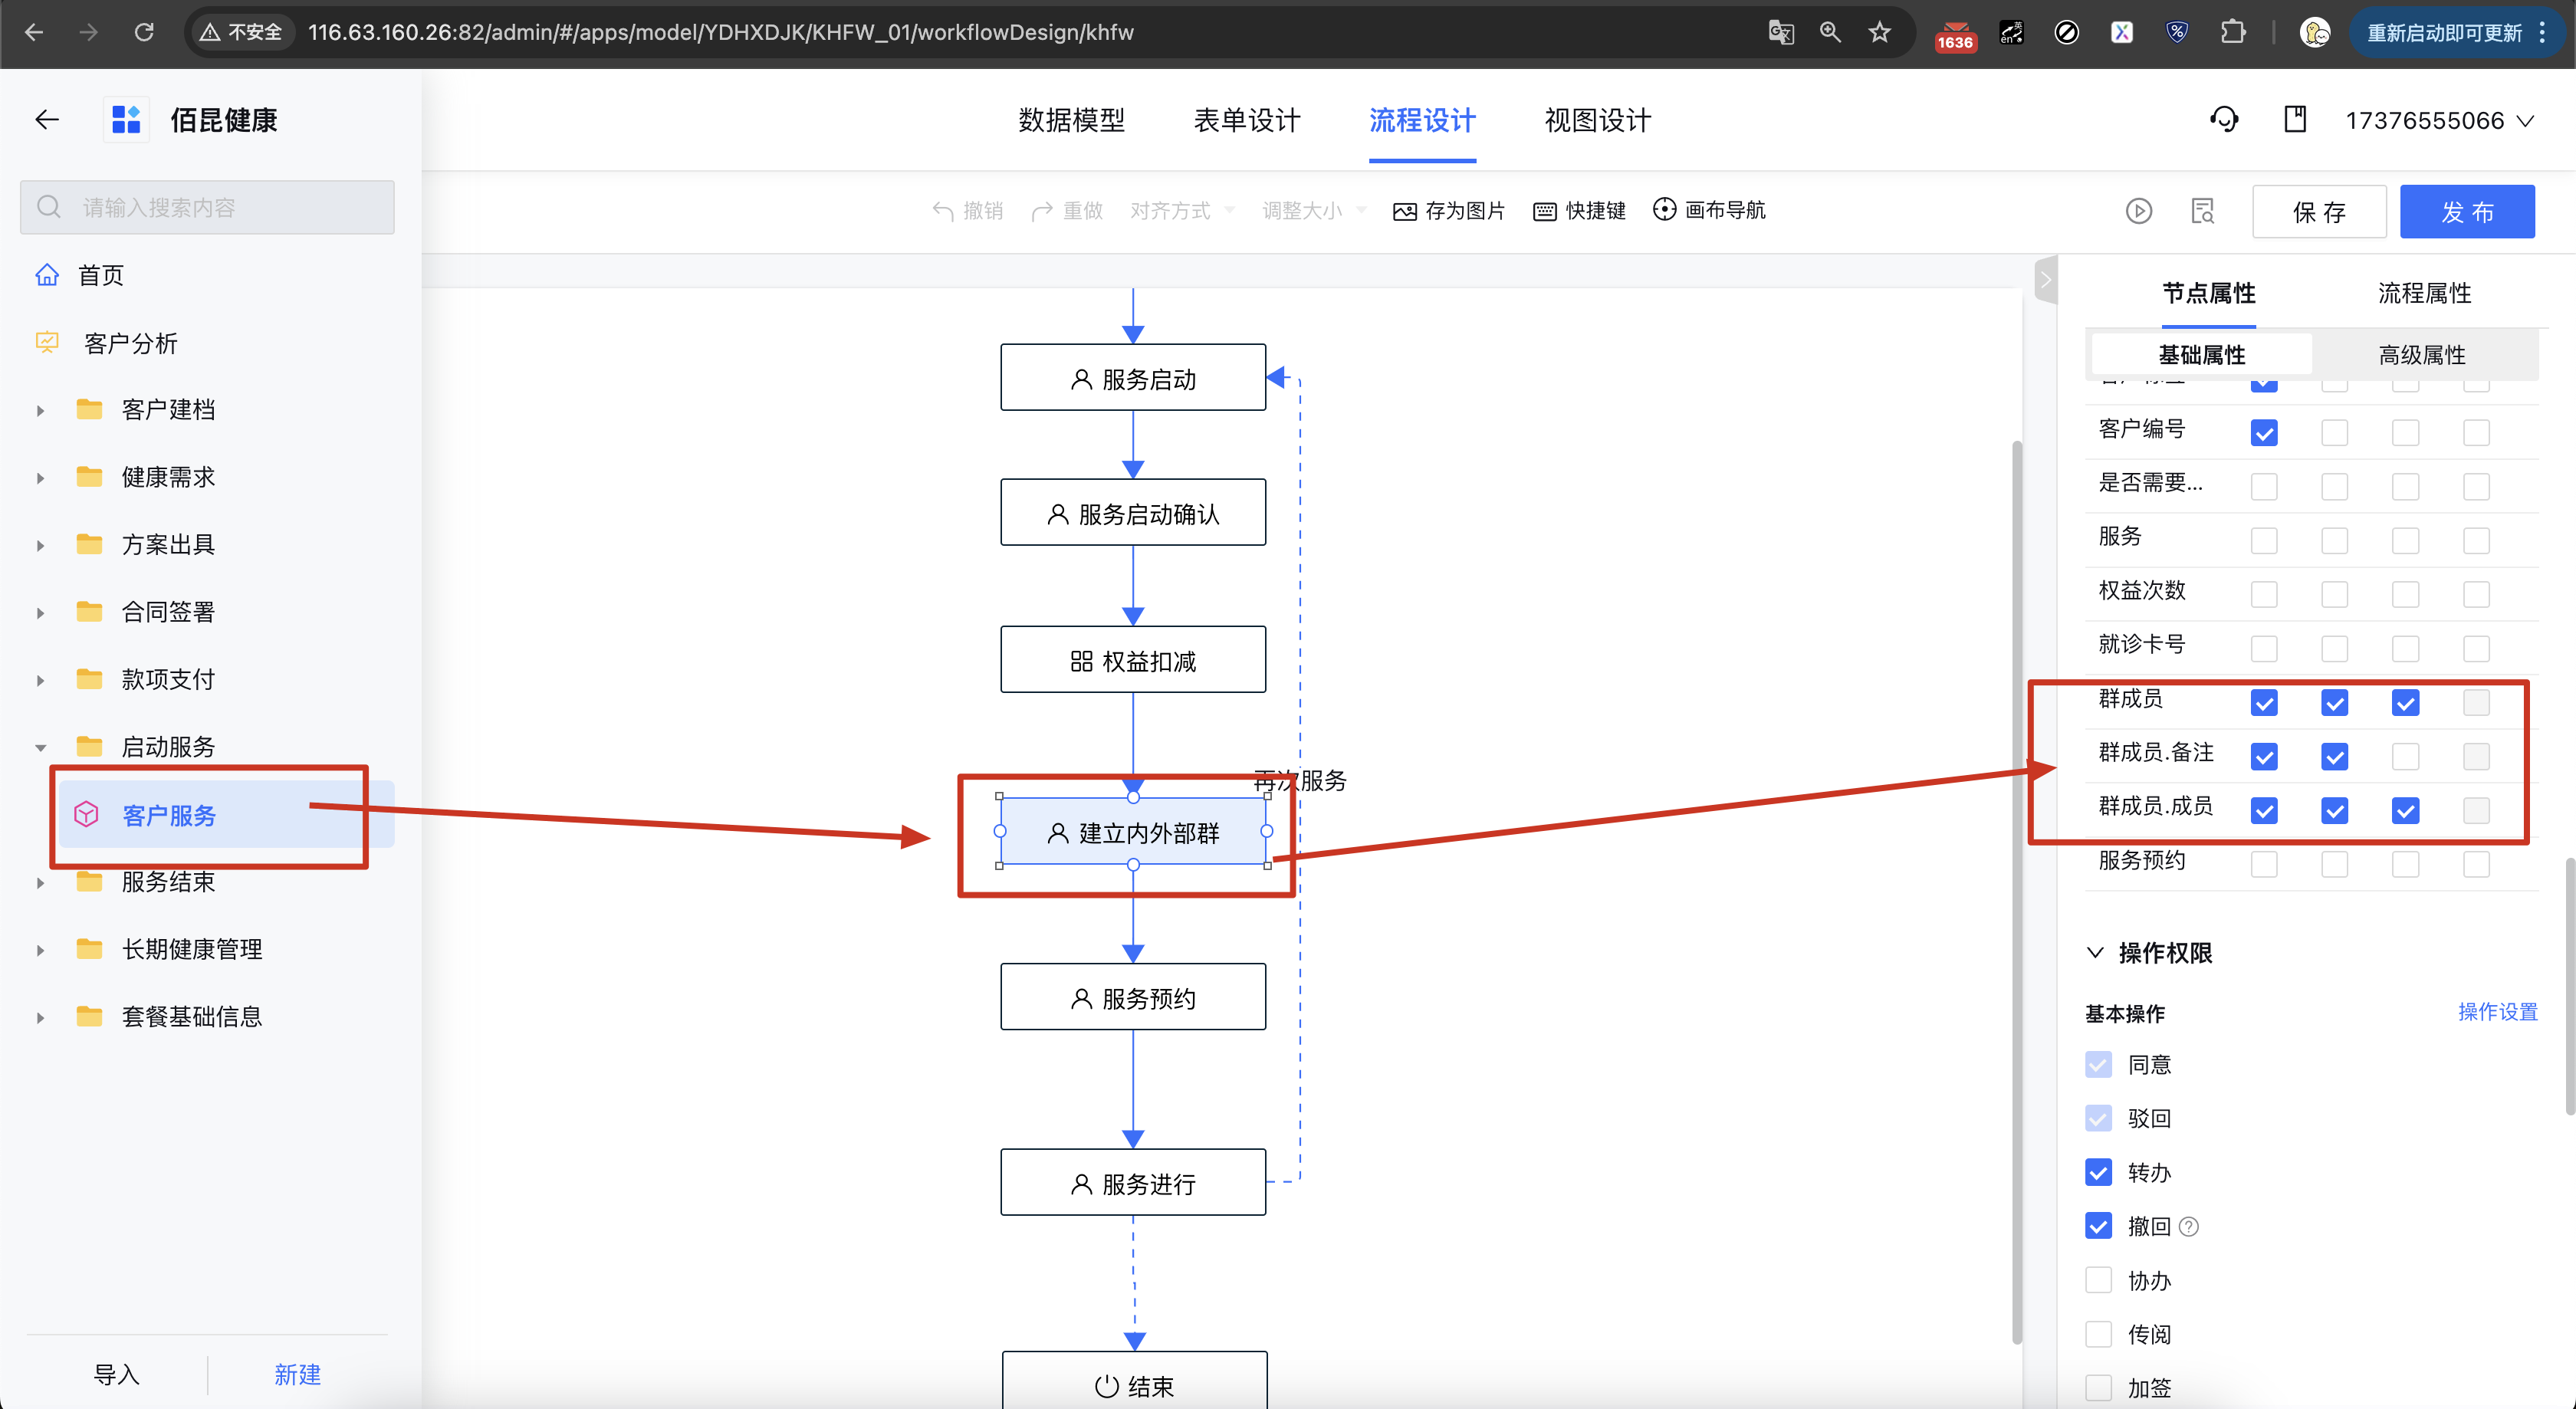 不安全
116.63.160.26:82/admin/#/apps/model/YDHXDJK/KHFW_01/workflowDesign/khfw
1636
en
英
重新启动即可更新
佰昆健康
数据模型
表单设计
流程设计
视图设计
17376555066
请输入搜索内容
撤销
重做
对齐方式
调整大小
存为图片
快捷键
画布导航
保 存
发 布
首页
客户分析
客户建档
健康需求
方案出具
合同签署
款项支付
启动服务
客户服务
服务结束
长期健康管理
套餐基础信息
导入
新建
服务启动
服务启动确认
权益扣减
再次服务
建立内外部群
服务预约
服务进行
结束
节点属性
流程属性
基础属性
高级属性
客户编号
是否需要...
服务
权益次数
就诊卡号
群成员
群成员.备注
群成员.成员
服务预约
操作权限
基本操作
操作设置
同意
驳回
转办
撤回
协办
传阅
加签